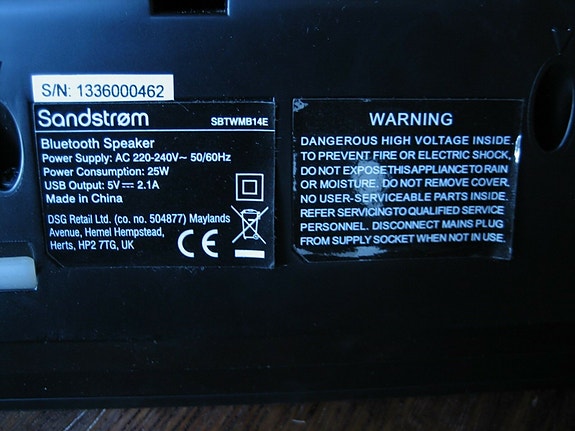 S/N: 1336000462
Sandstrøm SBTWMB14E
Bluetooth Speaker
Power Supply: AC 220-240V~ 50/60Hz
Power Consumption: 25W
USB Output: 5V⎓ 2.1A
Made in China
DSG Retail Ltd. (co. no. 504877) Maylands
Avenue, Hemel Hempstead,
Herts, HP2 7TG, UK
CE
WARNING
DANGEROUS HIGH VOLTAGE INSIDE.
TO PREVENT FIRE OR ELECTRIC SHOCK,
DO NOT EXPOSE THIS APPLIANCE TO RAIN
OR MOISTURE. DO NOT REMOVE COVER.
NO USER-SERVICEABLE PARTS INSIDE.
REFER SERVICING TO QUALIFIED SERVICE
PERSONNEL. DISCONNECT MAINS PLUG
FROM SUPPLY SOCKET WHEN NOT IN USE.